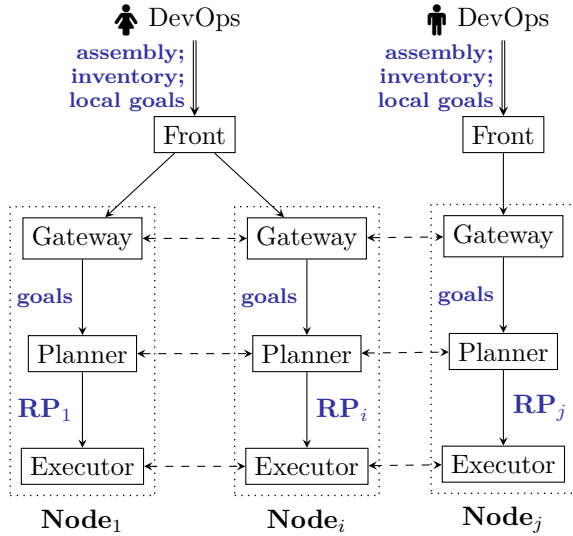 DevOps DevOps
assembly; assembly;
inventory; inventory;
local goals local goals
Front Front
Gateway Gateway Gateway
goals goals goals
Planner Planner Planner
RP₁ RPᵢ RPⱼ
Executor Executor Executor
Node₁ Nodeᵢ Nodeⱼ